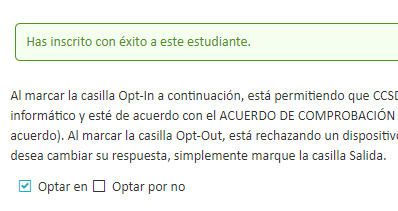 Has inscrito con éxito a este estudiante.
Al marcar la casilla Opt-In a continuación, está permitiendo que CCSD
informático y esté de acuerdo con el ACUERDO DE COMPROBACIÓN
acuerdo). Al marcar la casilla Opt-Out, está rechazando un dispositivo
desea cambiar su respuesta, simplemente marque la casilla Salida.
Optar en Optar por no